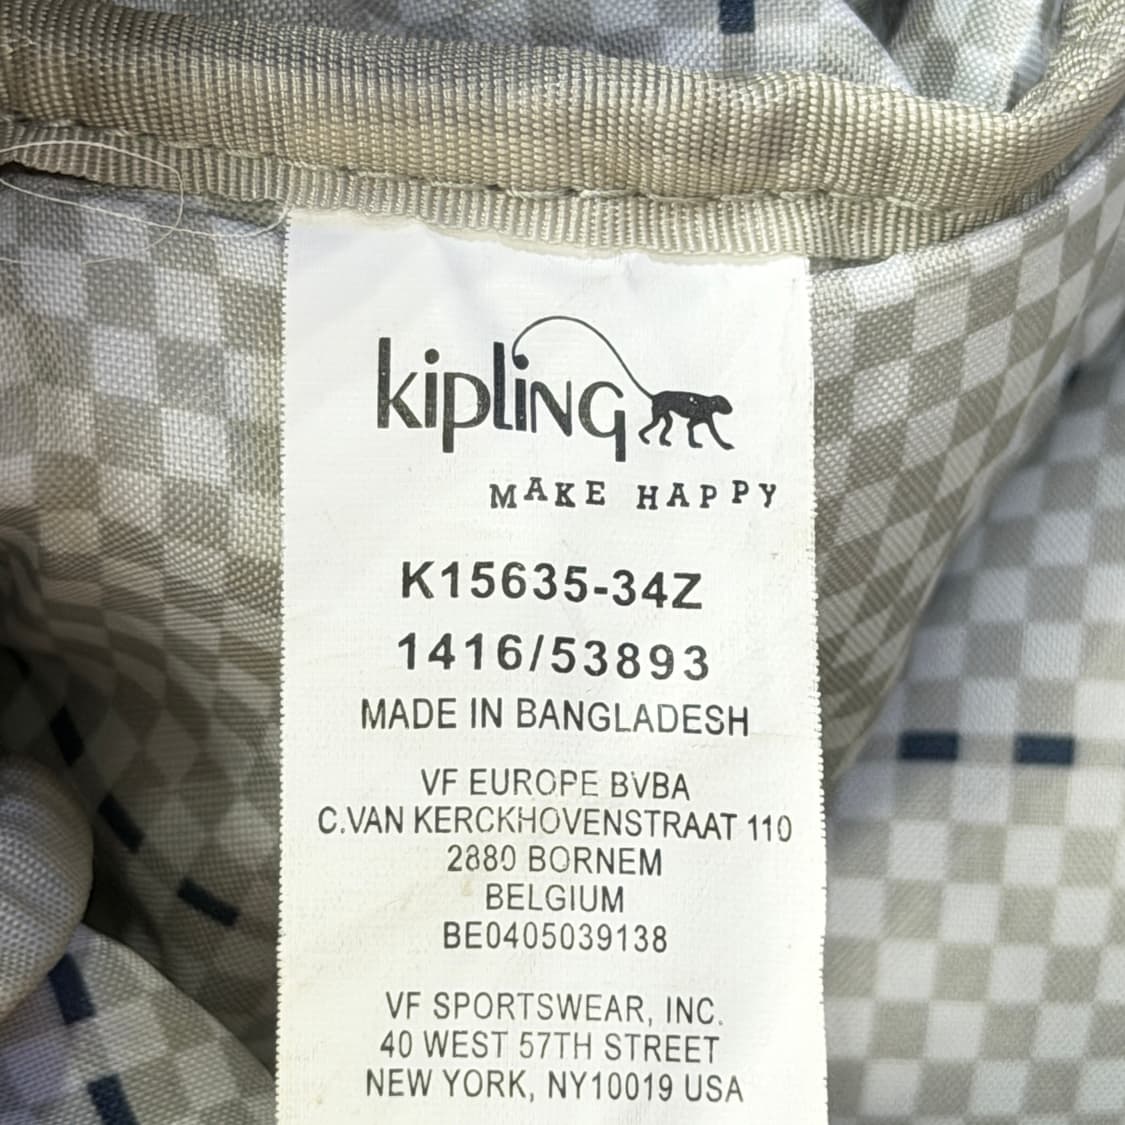 kipling
MAKE HAPPY
K15635-34Z
1416/53893
MADE IN BANGLADESH
VF EUROPE BVBA
C.VAN KERCKHOVENSTRAAT 110
2880 BORNEM
BELGIUM
BE0405039138
VF SPORTSWEAR, INC.
40 WEST 57TH STREET
NEW YORK, NY10019 USA